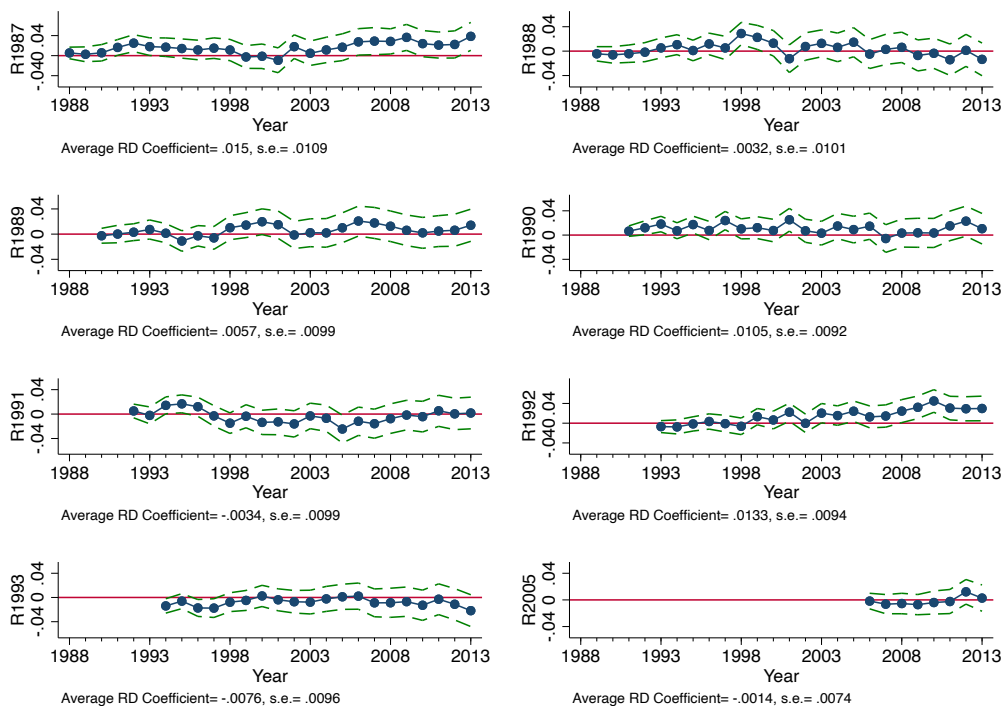 R1987
-.04 0 .04
1988 1993 1998 2003 2008 2013
Year
Average RD Coefficient= .015, s.e.= .0109
R1988
-.04 0 .04
1988 1993 1998 2003 2008 2013
Year
Average RD Coefficient= .0032, s.e.= .0101
R1989
-.04 0 .04
1988 1993 1998 2003 2008 2013
Year
Average RD Coefficient= .0057, s.e.= .0099
R1990
-.04 0 .04
1988 1993 1998 2003 2008 2013
Year
Average RD Coefficient= .0105, s.e.= .0092
R1991
-.04 0 .04
1988 1993 1998 2003 2008 2013
Year
Average RD Coefficient= -.0034, s.e.= .0099
R1992
-.04 0 .04
1988 1993 1998 2003 2008 2013
Year
Average RD Coefficient= .0133, s.e.= .0094
R1993
-.04 0 .04
1988 1993 1998 2003 2008 2013
Year
Average RD Coefficient= -.0076, s.e.= .0096
R2005
-.04 0 .04
1988 1993 1998 2003 2008 2013
Year
Average RD Coefficient= -.0014, s.e.= .0074